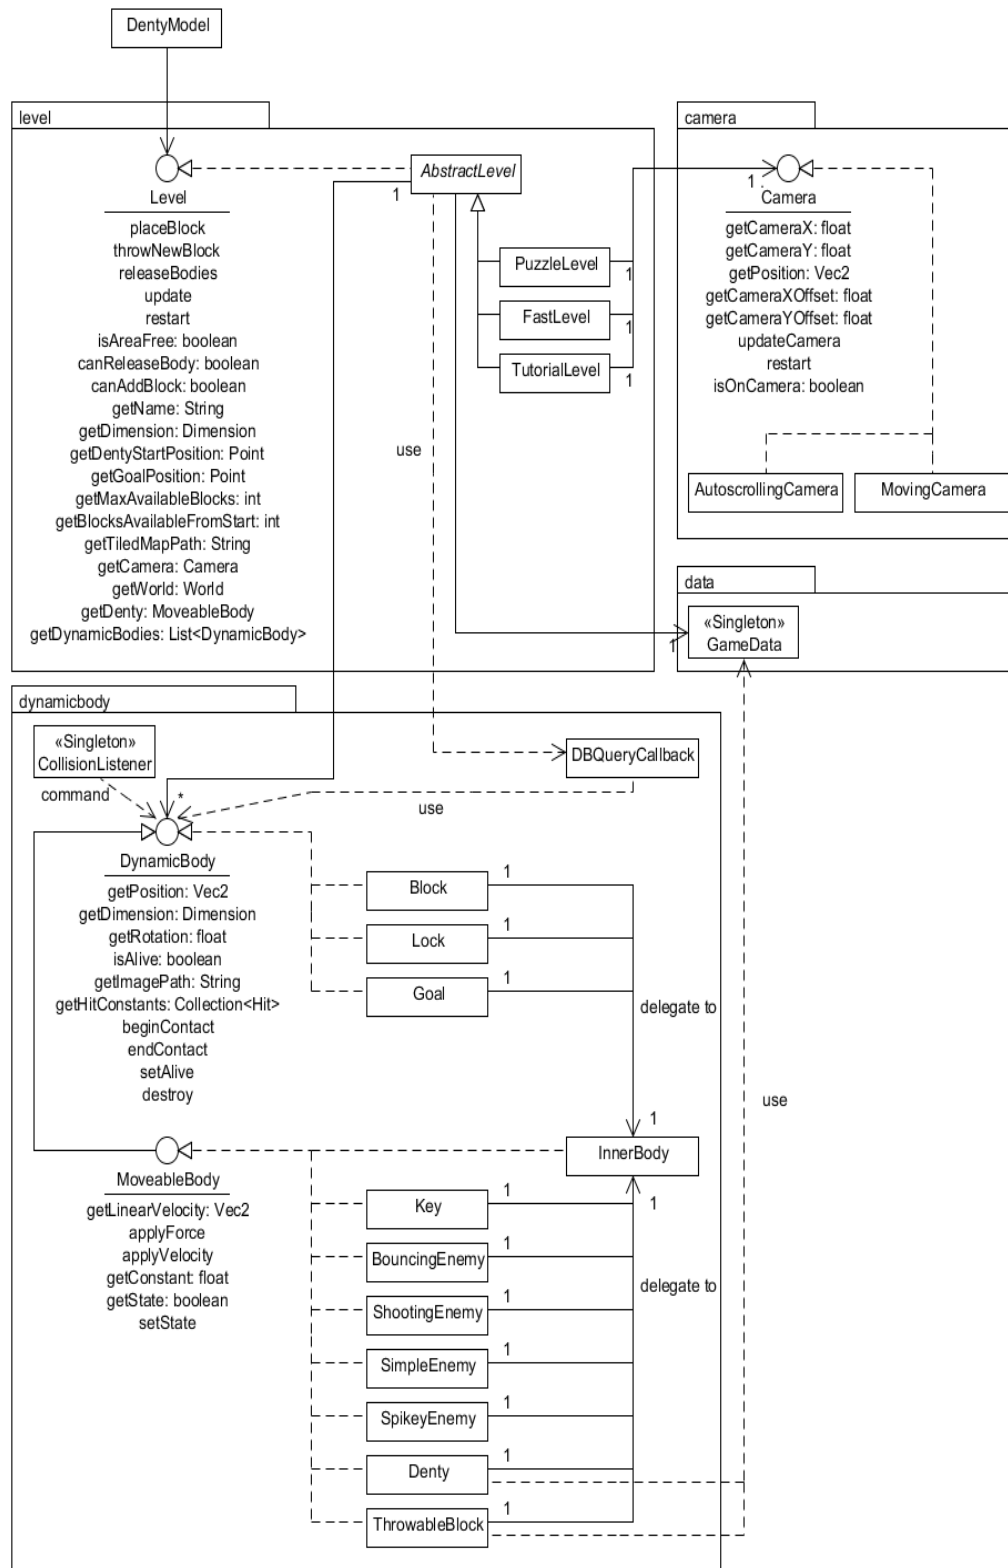 DentyModel
level
Level
placeBlock
throwNewBlock
releaseBodies
update
restart
isAreaFree: boolean
canReleaseBody: boolean
canAddBlock: boolean
getName: String
getDimension: Dimension
getDentyStartPosition: Point
getGoalPosition: Point
getMaxAvailableBlocks: int
getBlocksAvailableFromStart: int
getTiledMapPath: String
getCamera: Camera
getWorld: World
getDenty: MoveableBody
getDynamicBodies: List<DynamicBody>
AbstractLevel
1
PuzzleLevel
1
FastLevel
1
TutorialLevel
1
use
camera
1
Camera
getCameraX: float
getCameraY: float
getPosition: Vec2
getCameraXOffset: float
getCameraYOffset: float
updateCamera
restart
isOnCamera: boolean
AutoscrollingCamera
MovingCamera
data
«Singleton»
GameData
1
dynamicbody
«Singleton»
CollisionListener
command
*
DBQueryCallback
use
DynamicBody
getPosition: Vec2
getDimension: Dimension
getRotation: float
isAlive: boolean
getImagePath: String
getHitConstants: Collection<Hit>
beginContact
endContact
setAlive
destroy
Block
1
Lock
1
Goal
1
delegate to
1
InnerBody
1
use
MoveableBody
getLinearVelocity: Vec2
applyForce
applyVelocity
getConstant: float
getState: boolean
setState
Key
1
BouncingEnemy
1
delegate to
ShootingEnemy
1
SimpleEnemy
1
SpikeyEnemy
1
Denty
1
ThrowableBlock
1